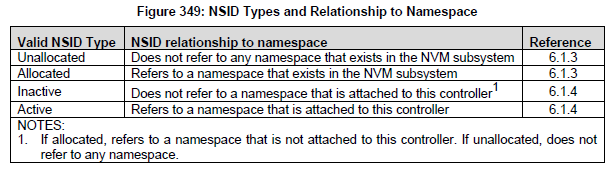 Figure 349: NSID Types and Relationship to Namespace
Valid NSID Type NSID relationship to namespace Reference
Unallocated Does not refer to any namespace that exists in the NVM subsystem 6.1.3
Allocated Refers to a namespace that exists in the NVM subsystem 6.1.3
Inactive Does not refer to a namespace that is attached to this controller1 6.1.4
Active Refers to a namespace that is attached to this controller 6.1.4
NOTES:
1. If allocated, refers to a namespace that is not attached to this controller. If unallocated, does not
refer to any namespace.